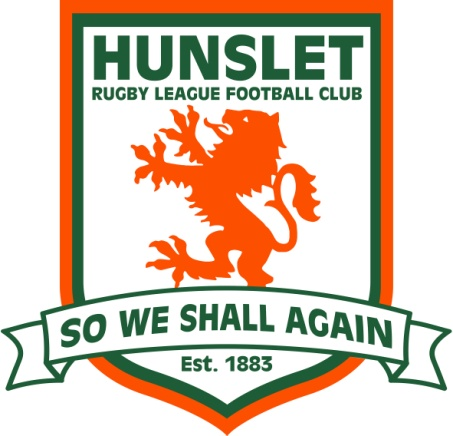 HUNSLET
RUGBY LEAGUE FOOTBALL CLUB
SO WE SHALL AGAIN
Est. 1883